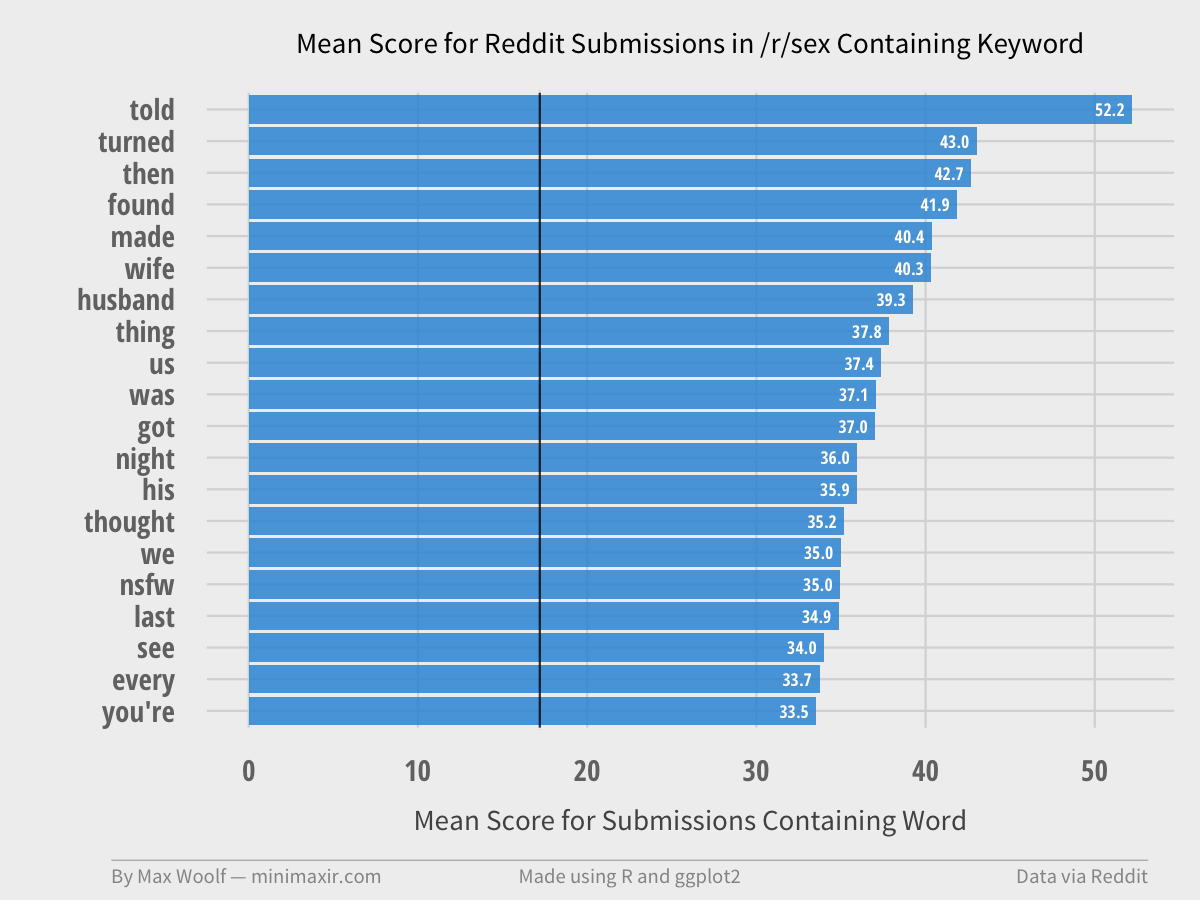 Mean Score for Reddit Submissions in /r/sex Containing Keyword
told 52.2
turned 43.0
then 42.7
found 41.9
made 40.4
wife 40.3
husband 39.3
thing 37.8
us 37.4
was 37.1
got 37.0
night 36.0
his 35.9
thought 35.2
we 35.0
nsfw 35.0
last 34.9
see 34.0
every 33.7
you're 33.5
0 10 20 30 40 50
Mean Score for Submissions Containing Word
By Max Woolf — minimaxir.com Made using R and ggplot2 Data via Reddit